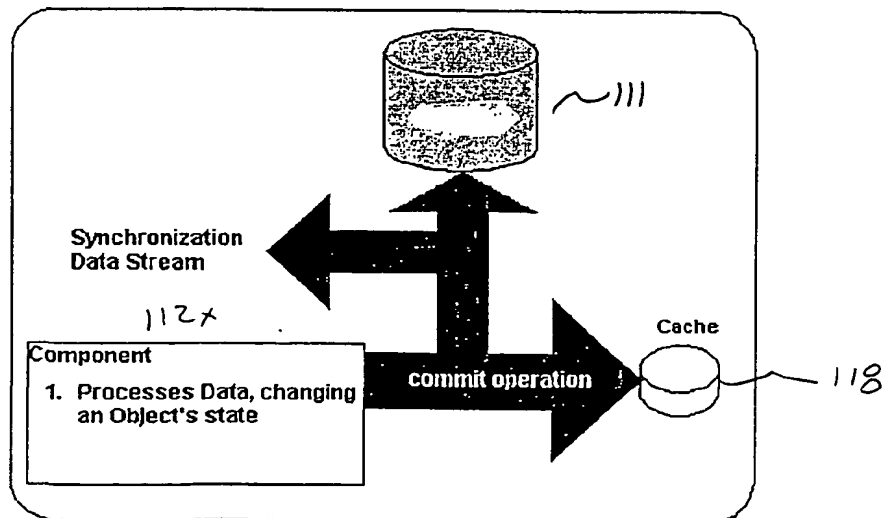 111
Synchronization
Data Stream
112x
Cache
Component
1. Processes Data, changing
an Object's state
commit operation
118